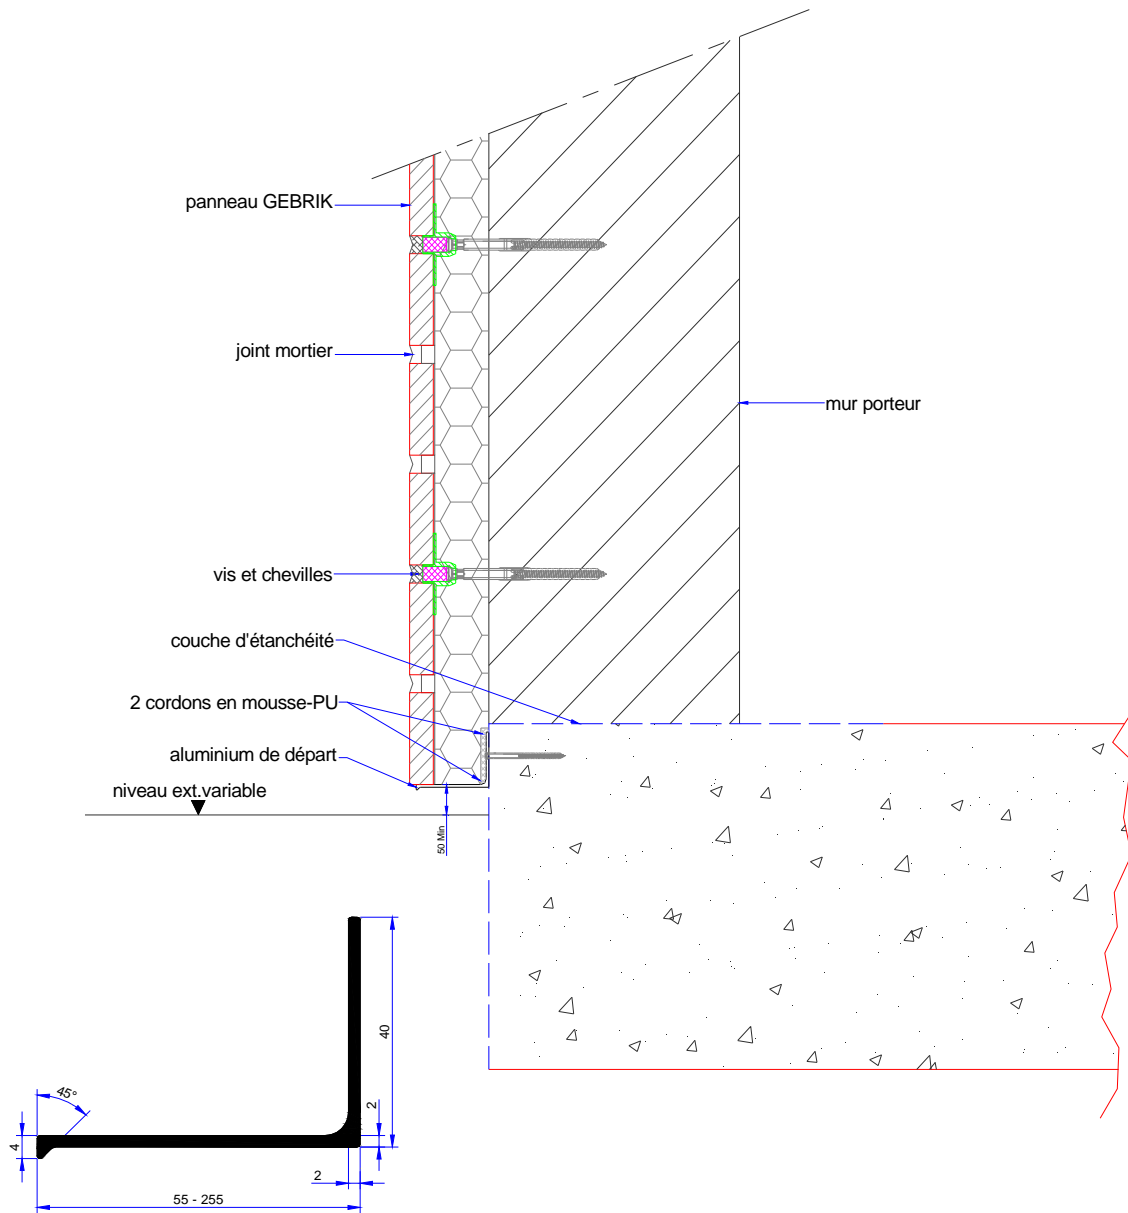 panneau GEBRIK
joint mortier
mur porteur
vis et chevilles
couche d'étanchéité
2 cordons en mousse-PU
aluminium de départ
niveau ext.variable
50 Min
40
45°
2
4
2
55 - 255